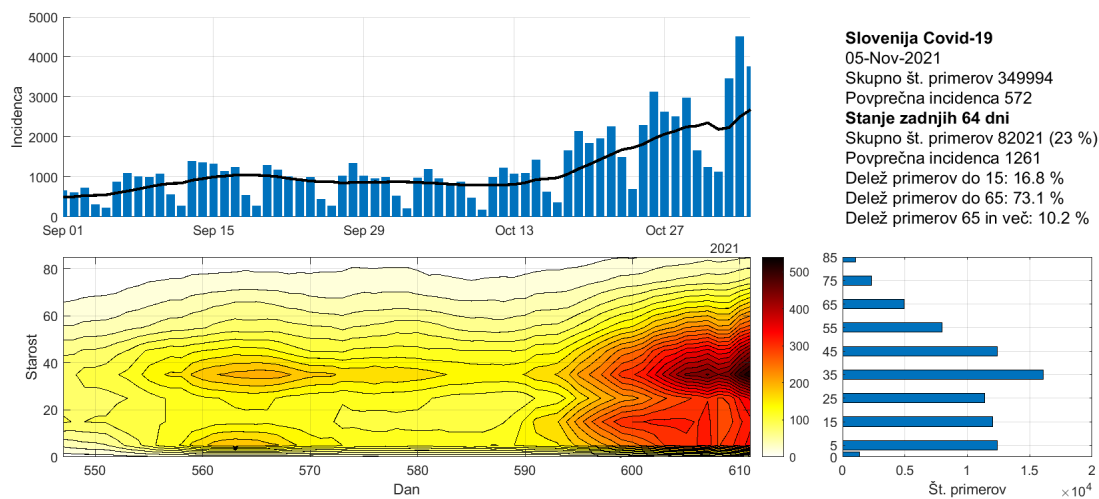 5000
4000
3000
2000
1000
0
Incidenca
Sep 01
Sep 15
Sep 29
Oct 13
Oct 27
2021
Slovenija Covid-19
05-Nov-2021
Skupno št. primerov 349994
Povprečna incidenca 572
Stanje zadnjih 64 dni
Skupno št. primerov 82021 (23 %)
Povprečna incidenca 1261
Delež primerov do 15: 16.8 %
Delež primerov do 65: 73.1 %
Delež primerov 65 in več: 10.2 %
80
60
40
20
0
Starost
550
560
570
580
590
600
610
Dan
500
400
300
200
100
0
85
75
65
55
45
35
25
15
5
0
0
0.5
1
1.5
2
Št. primerov
×10⁴